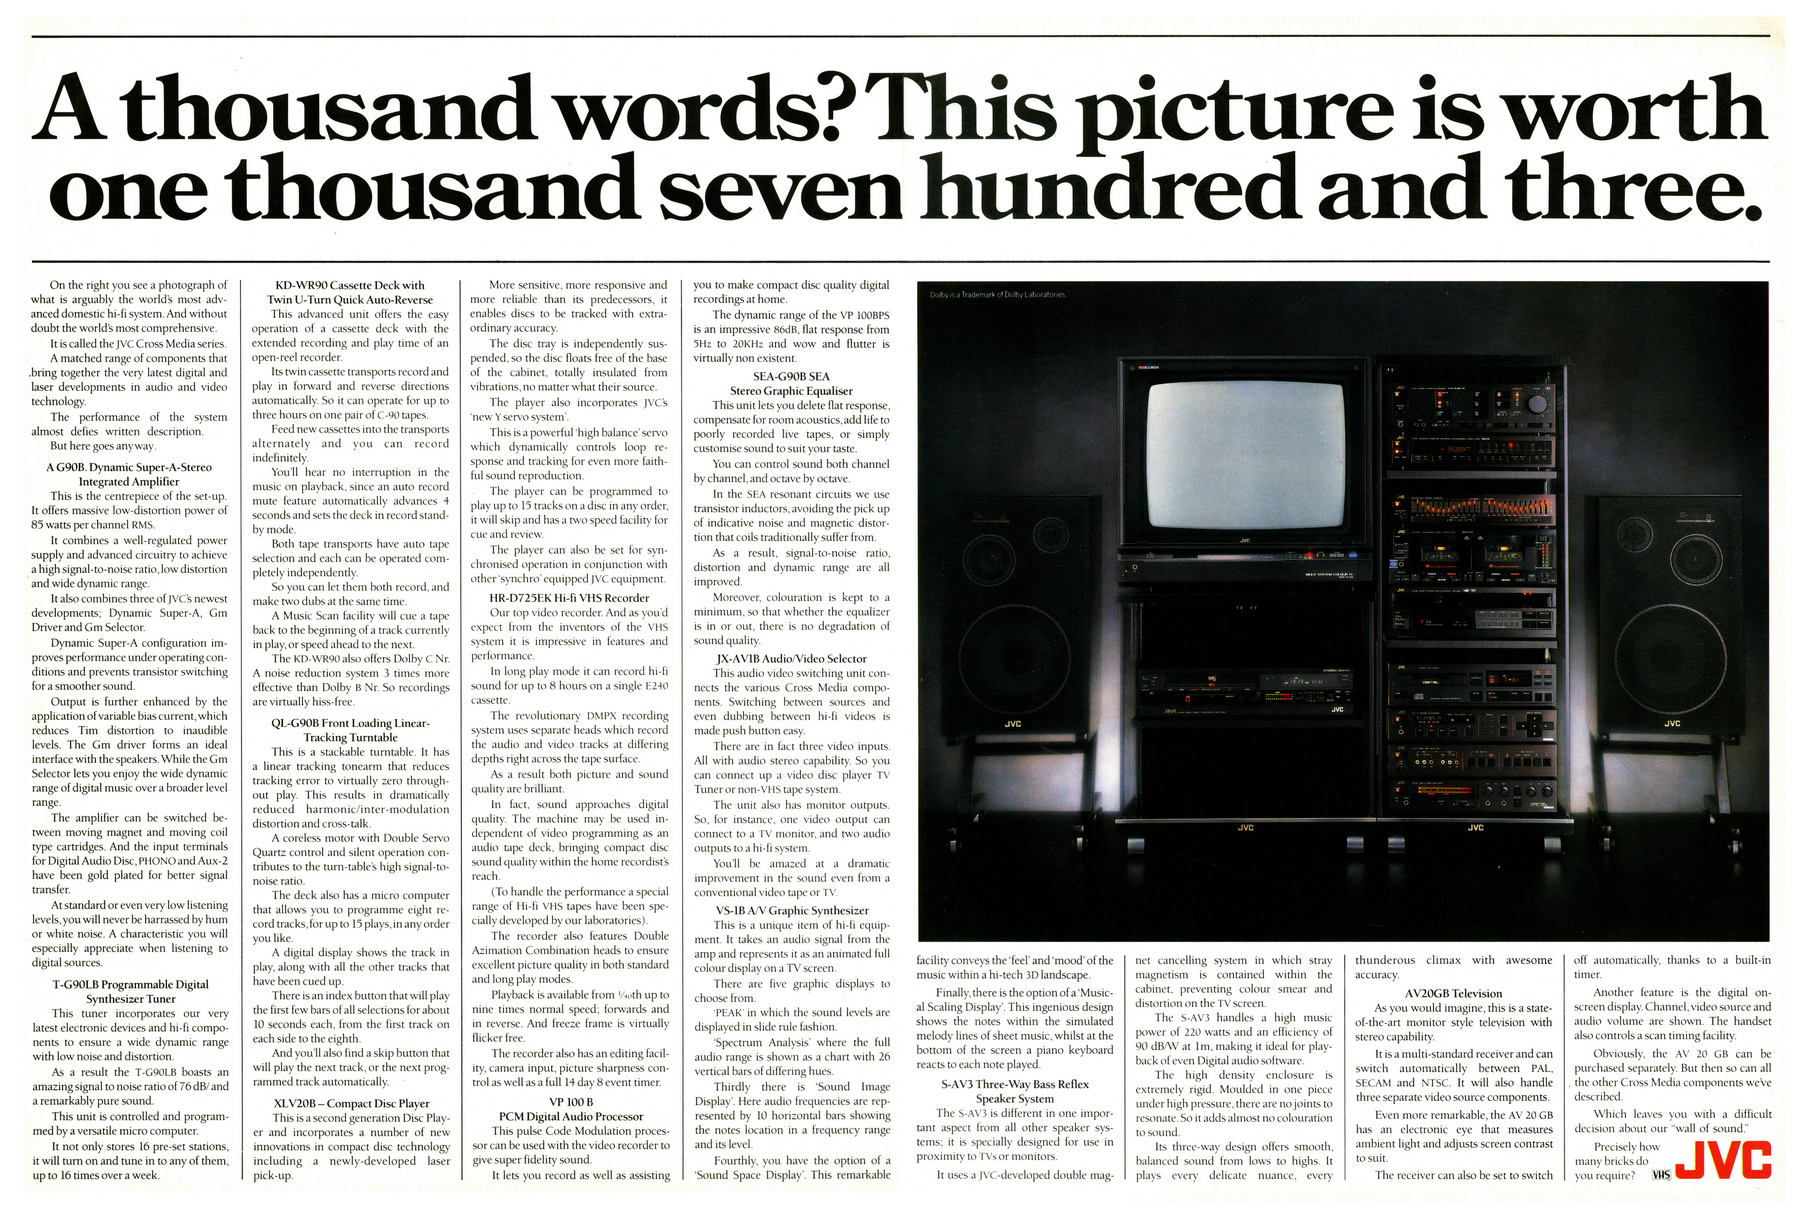 A thousand words? This picture is worth
one thousand seven hundred and three.
On the right you see a photograph of
what is arguably the world's most adv-
anced domestic hi-fi system. And without
doubt the world's most comprehensive.
It is called the JVC Cross Media series.
A matched range of components that
bring together the very latest digital and
laser developments in audio and video
technology.
The performance of the system
almost defies written description.
But here goes anyway.
A G90B. Dynamic Super-A-Stereo
Integrated Amplifier
This is the centrepiece of the set-up.
It offers massive low-distortion power of
85 watts per channel RMS.
It combines a well-regulated power
supply and advanced circuitry to achieve
a high signal-to-noise ratio, low distortion
and wide dynamic range.
It also combines three of JVC's newest
developments; Dynamic Super-A, Gm
Driver and Gm Selector.
Dynamic Super-A configuration im-
proves performance under operating con-
ditions and prevents transistor switching
for a smoother sound.
Output is further enhanced by the
application of variable bias current, which
reduces Tim distortion to inaudible
levels. The Gm driver forms an ideal
interface with the speakers. While the Gm
Selector lets you enjoy the wide dynamic
range of digital music over a broader level
range.
The amplifier can be switched be-
tween moving magnet and moving coil
type cartridges. And the input terminals
for Digital Audio Disc, PHONO and Aux-2
have been gold plated for better signal
transfer.
At standard or even very low listening
levels, you will never be harrassed by hum
or white noise. A characteristic you will
especially appreciate when listening to
digital sources.
T-G90LB Programmable Digital
Synthesizer Tuner
This tuner incorporates our very
latest electronic devices and hi-fi compo-
nents to ensure a wide dynamic range
with low noise and distortion.
As a result the T-G90LB boasts an
amazing signal to noise ratio of 76 dB/ and
a remarkably pure sound.
This unit is controlled and program-
med by a versatile micro computer.
It not only stores 16 pre-set stations,
it will turn on and tune in to any of them,
up to 16 times over a week.
KD-WR90 Cassette Deck with
Twin U-Turn Quick Auto-Reverse
This advanced unit offers the easy
operation of a cassette deck with the
extended recording and play time of an
open-reel recorder.
Its twin cassette transports record and
play in forward and reverse directions
automatically. So it can operate for up to
three hours on one pair of C-90 tapes.
Feed new cassettes into the transports
alternately and you can record
indefinitely.
You'll hear no interruption in the
music on playback, since an auto record
mute feature automatically advances 4
seconds and sets the deck in record stand-
by mode.
Both tape transports have auto tape
selection and each can be operated com-
pletely independently.
So you can let them both record, and
make two dubs at the same time.
A Music Scan facility will cue a tape
back to the beginning of a track currently
in play, or speed ahead to the next.
The KD-WR90 also offers Dolby C Nr.
A noise reduction system 3 times more
effective than Dolby B Nr. So recordings
are virtually hiss-free.
QL-G90B Front Loading Linear-
Tracking Turntable
This is a stackable turntable. It has
a linear tracking tonearm that reduces
tracking error to virtually zero through-
out play. This results in dramatically
reduced harmonic/inter-modulation
distortion and cross-talk.
A coreless motor with Double Servo
Quartz control and silent operation con-
tributes to the turn-table's high signal-to-
noise ratio.
The deck also has a micro computer
that allows you to programme eight re-
cord tracks, for up to 15 plays, in any order
you like.
A digital display shows the track in
play, along with all the other tracks that
have been cued up.
There is an index button that will play
the first few bars of all selections for about
10 seconds each, from the first track on
each side to the eighth.
And you'll also find a skip button that
will play the next track, or the next prog-
rammed track automatically.
XLV20B – Compact Disc Player
This is a second generation Disc Play-
er and incorporates a number of new
innovations in compact disc technology
including a newly-developed laser
pick-up.
More sensitive, more responsive and
more reliable than its predecessors, it
enables discs to be tracked with extra-
ordinary accuracy.
The disc tray is independently sus-
pended, so the disc floats free of the base
of the cabinet, totally insulated from
vibrations, no matter what their source.
The player also incorporates JVC's
'new Y servo system'.
This is a powerful 'high balance' servo
which dynamically controls loop re-
sponse and tracking for even more faith-
ful sound reproduction.
The player can be programmed to
play up to 15 tracks on a disc in any order,
it will skip and has a two speed facility for
cue and review.
The player can also be set for syn-
chronised operation in conjunction with
other 'synchro' equipped JVC equipment.
HR-D725EK Hi-fi VHS Recorder
Our top video recorder. And as you'd
expect from the inventors of the VHS
system it is impressive in features and
performance.
In long play mode it can record hi-fi
sound for up to 8 hours on a single E240
cassette.
The revolutionary DMPX recording
system uses separate heads which record
the audio and video tracks at differing
depths right across the tape surface.
As a result both picture and sound
quality are brilliant.
In fact, sound approaches digital
quality. The machine may be used in-
dependent of video programming as an
audio tape deck, bringing compact disc
sound quality within the home recordist's
reach.
(To handle the performance a special
range of Hi-fi VHS tapes have been spe-
cially developed by our laboratories).
The recorder also features Double
Azimation Combination heads to ensure
excellent picture quality in both standard
and long play modes.
Playback is available from 1/40th up to
nine times normal speed; forwards and
in reverse. And freeze frame is virtually
flicker free.
The recorder also has an editing facil-
ity, camera input, picture sharpness con-
trol as well as a full 14 day 8 event timer.
VP 100 B
PCM Digital Audio Processor
This pulse Code Modulation proces-
sor can be used with the video recorder to
give super fidelity sound.
It lets you record as well as assisting
you to make compact disc quality digital
recordings at home.
The dynamic range of the VP 100BPS
is an impressive 86dB, flat response from
5Hz to 20KHz and wow and flutter is
virtually non existent.
SEA-G90B SEA
Stereo Graphic Equaliser
This unit lets you delete flat response,
compensate for room acoustics, add life to
poorly recorded live tapes, or simply
customise sound to suit your taste.
You can control sound both channel
by channel, and octave by octave.
In the SEA resonant circuits we use
transistor inductors, avoiding the pick up
of indicative noise and magnetic distor-
tion that coils traditionally suffer from.
As a result, signal-to-noise ratio,
distortion and dynamic range are all
improved.
Moreover, colouration is kept to a
minimum, so that whether the equalizer
is in or out, there is no degradation of
sound quality.
JX-AV1B Audio/Video Selector
This audio video switching unit con-
nects the various Cross Media compo-
nents. Switching between sources and
even dubbing between hi-fi videos is
made push button easy.
There are in fact three video inputs.
All with audio stereo capability. So you
can connect up a video disc player TV
Tuner or non-VHS tape system.
The unit also has monitor outputs.
So, for instance, one video output can
connect to a TV monitor, and two audio
outputs to a hi-fi system.
You'll be amazed at a dramatic
improvement in the sound even from a
conventional video tape or TV.
VS-1B A/V Graphic Synthesizer
This is a unique item of hi-fi equip-
ment. It takes an audio signal from the
amp and represents it as an animated full
colour display on a TV screen.
There are five graphic displays to
choose from.
'PEAK' in which the sound levels are
displayed in slide rule fashion.
'Spectrum Analysis' where the full
audio range is shown as a chart with 26
vertical bars of differing hues.
Thirdly there is 'Sound Image
Display'. Here audio frequencies are rep-
resented by 10 horizontal bars showing
the notes location in a frequency range
and its level.
Fourthly, you have the option of a
'Sound Space Display'. This remarkable
Dolby is a Trademark of Dolby Laboratories.
JVC
JVC
JVC
JVC
JVC
JVC
facility conveys the 'feel' and 'mood' of the
music within a hi-tech 3D landscape.
Finally, there is the option of a 'Music-
al Scaling Display'. This ingenious design
shows the notes within the simulated
melody lines of sheet music, whilst at the
bottom of the screen a piano keyboard
reacts to each note played.
S-AV3 Three-Way Bass Reflex
Speaker System
The S-AV3 is different in one impor-
tant aspect from all other speaker sys-
tems; it is specially designed for use in
proximity to TVs or monitors.
It uses a JVC-developed double mag-
net cancelling system in which stray
magnetism is contained within the
cabinet, preventing colour smear and
distortion on the TV screen.
The S-AV3 handles a high music
power of 220 watts and an efficiency of
90 dB/W at 1m, making it ideal for play-
back of even Digital audio software.
The high density enclosure is
extremely rigid. Moulded in one piece
under high pressure, there are no joints to
resonate. So it adds almost no colouration
to sound.
Its three-way design offers smooth,
balanced sound from lows to highs. It
plays every delicate nuance, every
thunderous climax with awesome
accuracy.
AV20GB Television
As you would imagine, this is a state-
of-the-art monitor style televísion with
stereo capability.
It is a multi-standard receiver and can
switch automatically between PAL,
SECAM and NTSC. It will also handle
three separate video source components.
Even more remarkable, the AV 20 GB
has an electronic eye that measures
ambient light and adjusts screen contrast
to suit.
The receiver can also be set to switch
off automatically, thanks to a built-in
timer.
Another feature is the digital on-
screen display. Channel, video source and
audio volume are shown. The handset
also controls a scan timing facility.
Obviously, the AV 20 GB can be
purchased separately. But then so can all
the other Cross Media components we've
described.
Which leaves you with a difficult
decision about our "wall of sound."
Precisely how
many bricks do
you require?
VHS JVC